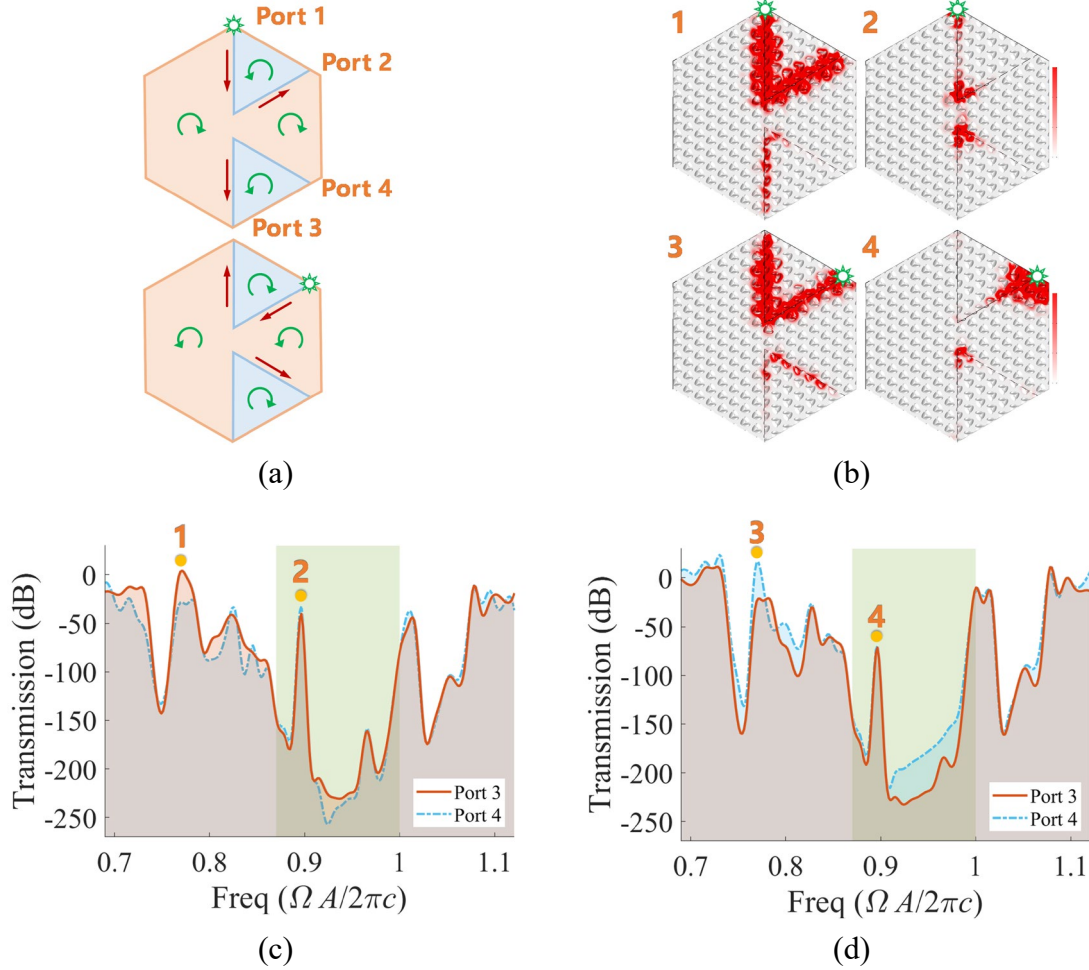 Port 1
Port 2
Port 4
Port 3
1
2
3
4
(a)
(b)
1
2
0
-50
-100
-150
-200
-250
Transmission (dB)
Port 3
Port 4
0.7
0.8
0.9
1
1.1
Freq (Ω A/2πc)
(c)
3
4
0
-50
-100
-150
-200
-250
Transmission (dB)
Port 3
Port 4
0.7
0.8
0.9
1
1.1
Freq (Ω A/2πc)
(d)